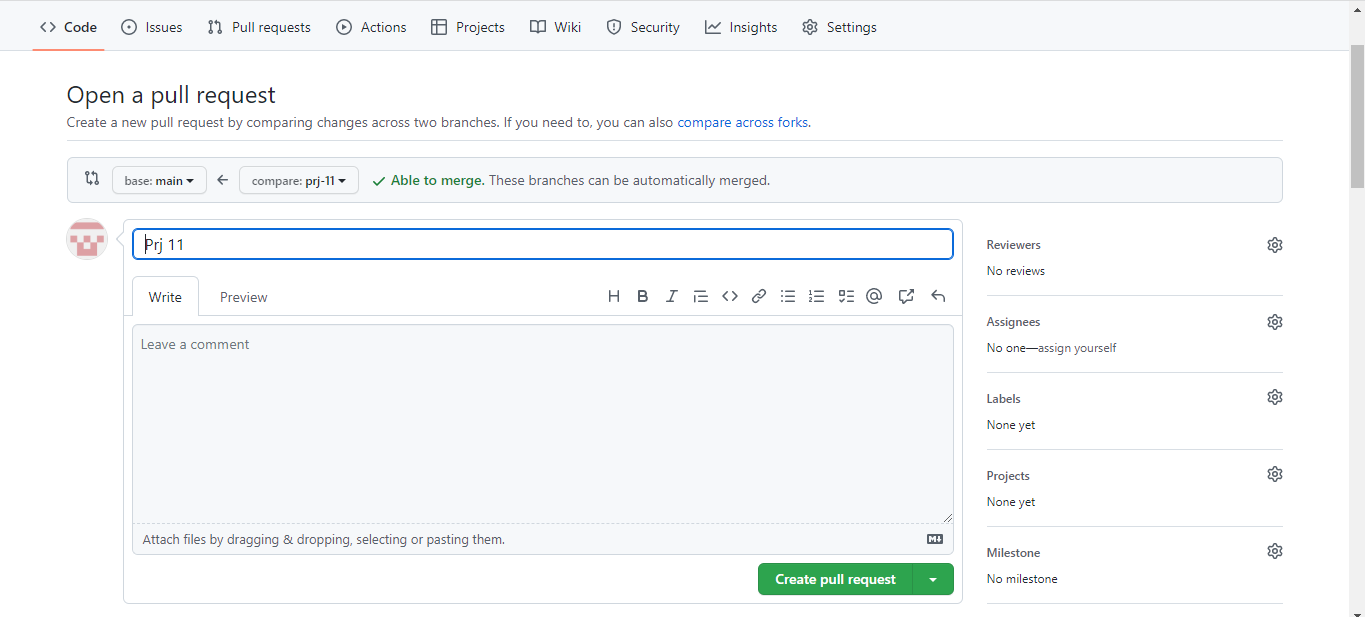 Code Issues Pull requests Actions Projects Wiki Security Insights Settings
Open a pull request
Create a new pull request by comparing changes across two branches. If you need to, you can also compare across forks.
base: main compare: prj-11 Able to merge. These branches can be automatically merged.
Prj 11
Write Preview
Leave a comment
Attach files by dragging & dropping, selecting or pasting them.
Create pull request
Reviewers
No reviews
Assignees
No one—assign yourself
Labels
None yet
Projects
None yet
Milestone
No milestone